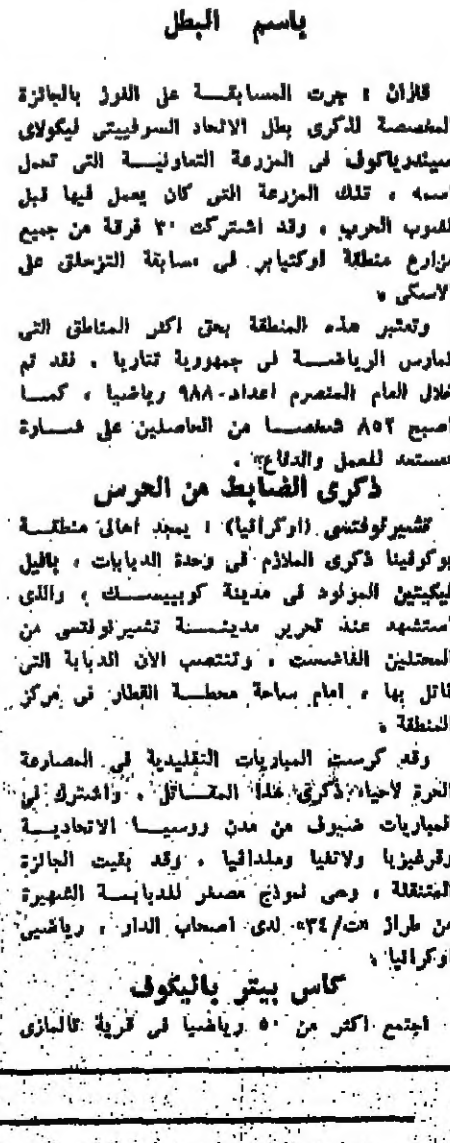 باسم البطل
قازان : جرت المسابقة على الفوز بالجائزة
المخصصة لذكرى بطل الاتحاد السوفييتى نيكولاى
سيندرياكوف فى المزرعة التعاونية التى تحمل
اسمه ، تلك المزرعة التى كان يعمل فيها قبل
نشوب الحرب ، وقد اشتركت ٣٠ فرقة من جميع
مزارع منطقة اوكتيابر فى مسابقة التزحلق على
الاسكى ،
وتعتبر هذه المنطقة بحق اكثر المناطق التى
تمارس الرياضة فى جمهورية تتاريا . فقد تم
خلال العام المنصرم اعداد ٩٨٨ رياضيا ، كما
اصبح ٨٥٢ شخصا من الحاصلين على شارة
«مستعد للعمل والدفاع» .
ذكرى الضابط من الحرس
تشيرنوفتسى (اوكرانيا) : يمجد اهالى منطقة
بوكوفينا ذكرى الملازم فى وحدة الدبابات ، بافيل
نيكيتين المولود فى مدينة كويبيسك ، والذى
استشهد عند تحرير مدينة تشيرنوفتسى من
المحتلين الفاشست . وتنتصب الان الدبابة التى
قاتل بها ، امام ساحة محطة القطار فى مركز
المنطقة .
وقد كرست المباريات التقليدية فى المصارعة
الحرة لاحياء ذكرى هذا المقاتل . واشترك فى
المباريات ضيوف من مدن روسيا الاتحادية
وقرغيزيا ولاتفيا وملدافيا . وقد بقيت الجائزة
المتنقلة ، وهى نموذج مصغر للدبابة الشهيرة
من طراز «ت/٣٤» لدى اصحاب الدار ، رياضيى
اوكرانيا .
كاس بيتر باليكوف
اجتمع اكثر من ٥٠ رياضيا فى قرية تالمازى